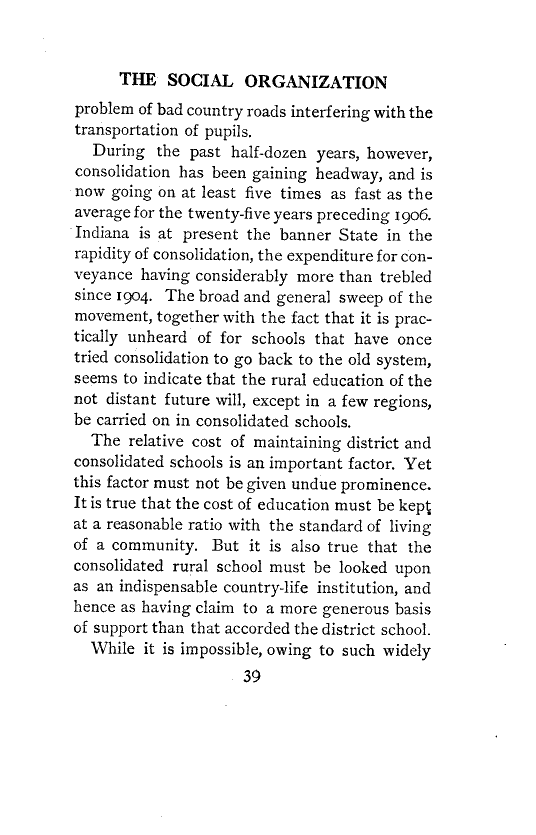 THE SOCIAL ORGANIZATION
problem of bad country roads interfering with the
transportation of pupils.
During the past half-dozen years, however,
consolidation has been gaining headway, and is
now going on at least five times as fast as the
average for the twenty-five years preceding 1906.
Indiana is at present the banner State in the
rapidity of consolidation, the expenditure for con-
veyance having considerably more than trebled
since 1904. The broad and general sweep of the
movement, together with the fact that it is prac-
tically unheard of for schools that have once
tried consolidation to go back to the old system,
seems to indicate that the rural education of the
not distant future will, except in a few regions,
be carried on in consolidated schools.
The relative cost of maintaining district and
consolidated schools is an important factor. Yet
this factor must not be given undue prominence.
It is true that the cost of education must be kept
at a reasonable ratio with the standard of living
of a community. But it is also true that the
consolidated rural school must be looked upon
as an indispensable country-life institution, and
hence as having claim to a more generous basis
of support than that accorded the district school.
While it is impossible, owing to such widely
39